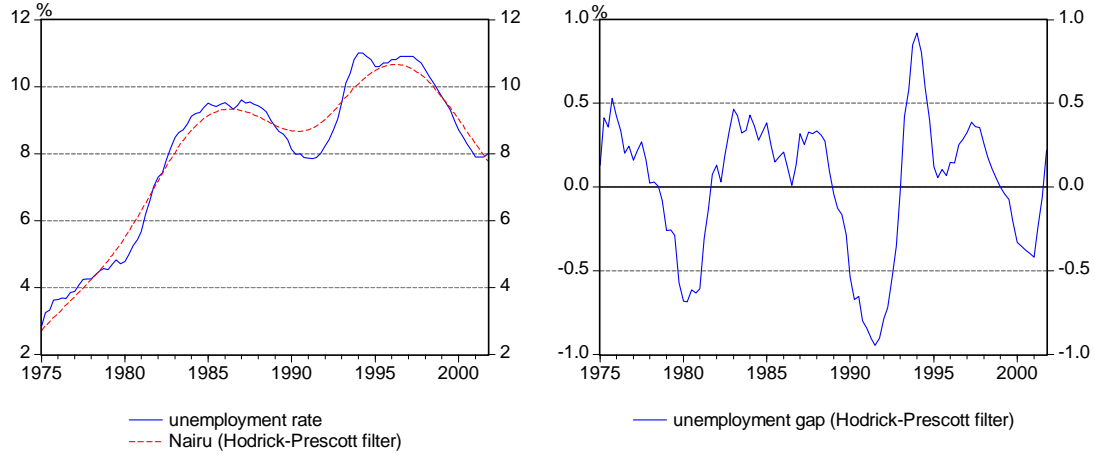 %
12 12
10 10
8 8
6 6
4 4
2 2
1975 1980 1985 1990 1995 2000
unemployment rate
Nairu (Hodrick-Prescott filter)
%
1.0 1.0
0.5 0.5
0.0 0.0
-0.5 -0.5
-1.0 -1.0
1975 1980 1985 1990 1995 2000
unemployment gap (Hodrick-Prescott filter)